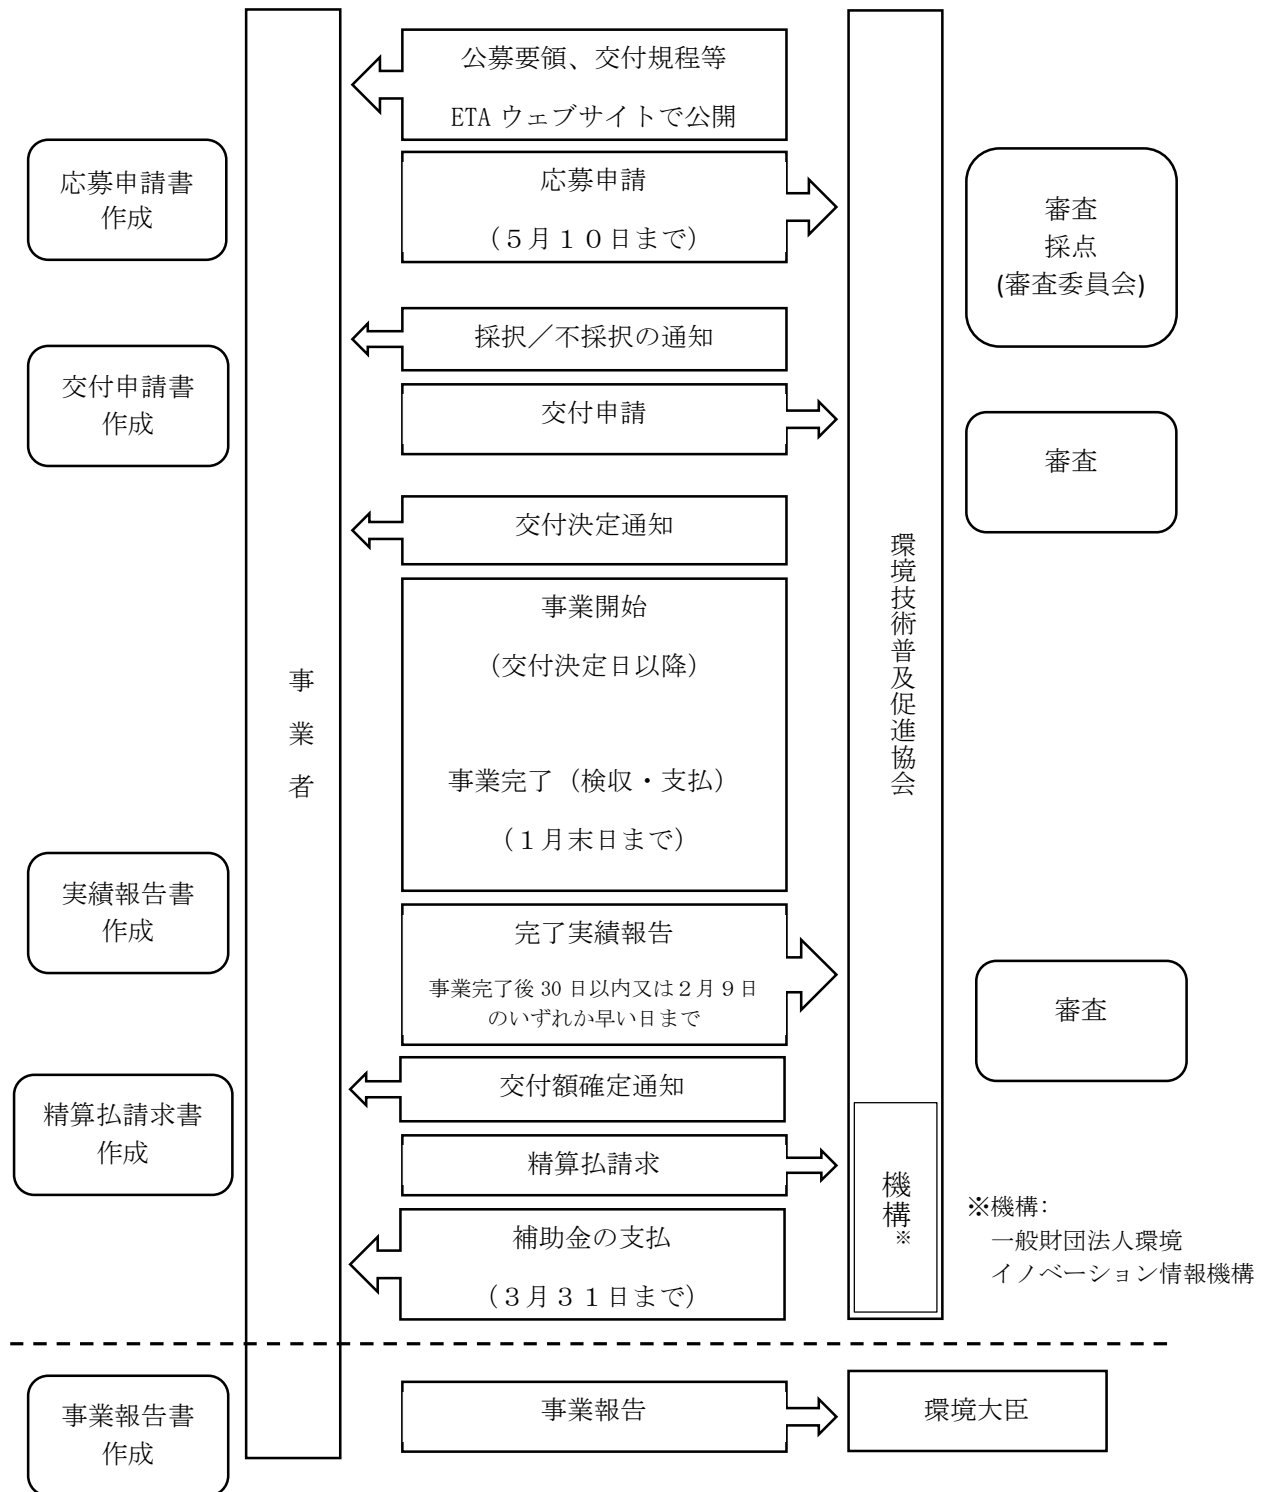 公募要領、交付規程等
ETA ウェブサイトで公開
応募申請書
作成
応募申請
（５月１０日まで）
審査
採点
(審査委員会)
採択／不採択の通知
交付申請書
作成
交付申請
審査
交付決定通知
事業開始
（交付決定日以降）
事業者
環境技術普及促進協会
事業完了（検収・支払）
（１月末日まで）
実績報告書
作成
完了実績報告
事業完了後 30 日以内又は２月９日
のいずれか早い日まで
審査
交付額確定通知
精算払請求書
作成
精算払請求
機構※
※機構：
一般財団法人環境
イノベーション情報機構
補助金の支払
（３月３１日まで）
事業報告書
作成
事業報告
環境大臣